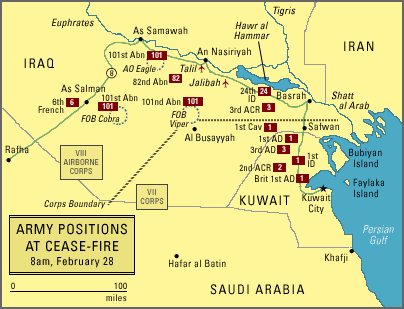 Euphrates
Tigris
As Samawah
Hawr al
Hammar
101st Abn 101
An Nasiriyah
IRAN
AO Eagle
Talil
IRAQ
82nd Abn 82
Jalibah
8
24th 24
ID
Shatt
al Arab
As Salman
Basrah
6th 6
French
101st Abn
101
102nd Abn 101
3rd ACR 3
FOB Cobra
FOB
Viper
1st Cav 1
Safwan
Al Busayyah
1st AD 1
Rafha
3rd AD 3
Bubiyan
Island
VIII
AIRBORNE
CORPS
1 1st
ID
2nd ACR 2
Faylaka
Island
Brit 1st AD 1
VII
CORPS
Corps Boundary
KUWAIT
Kuwait
City
ARMY POSITIONS
AT CEASE-FIRE
8am, February 28
Persian
Gulf
Khafji
Hafar al Batin
0 100
miles
SAUDI ARABIA